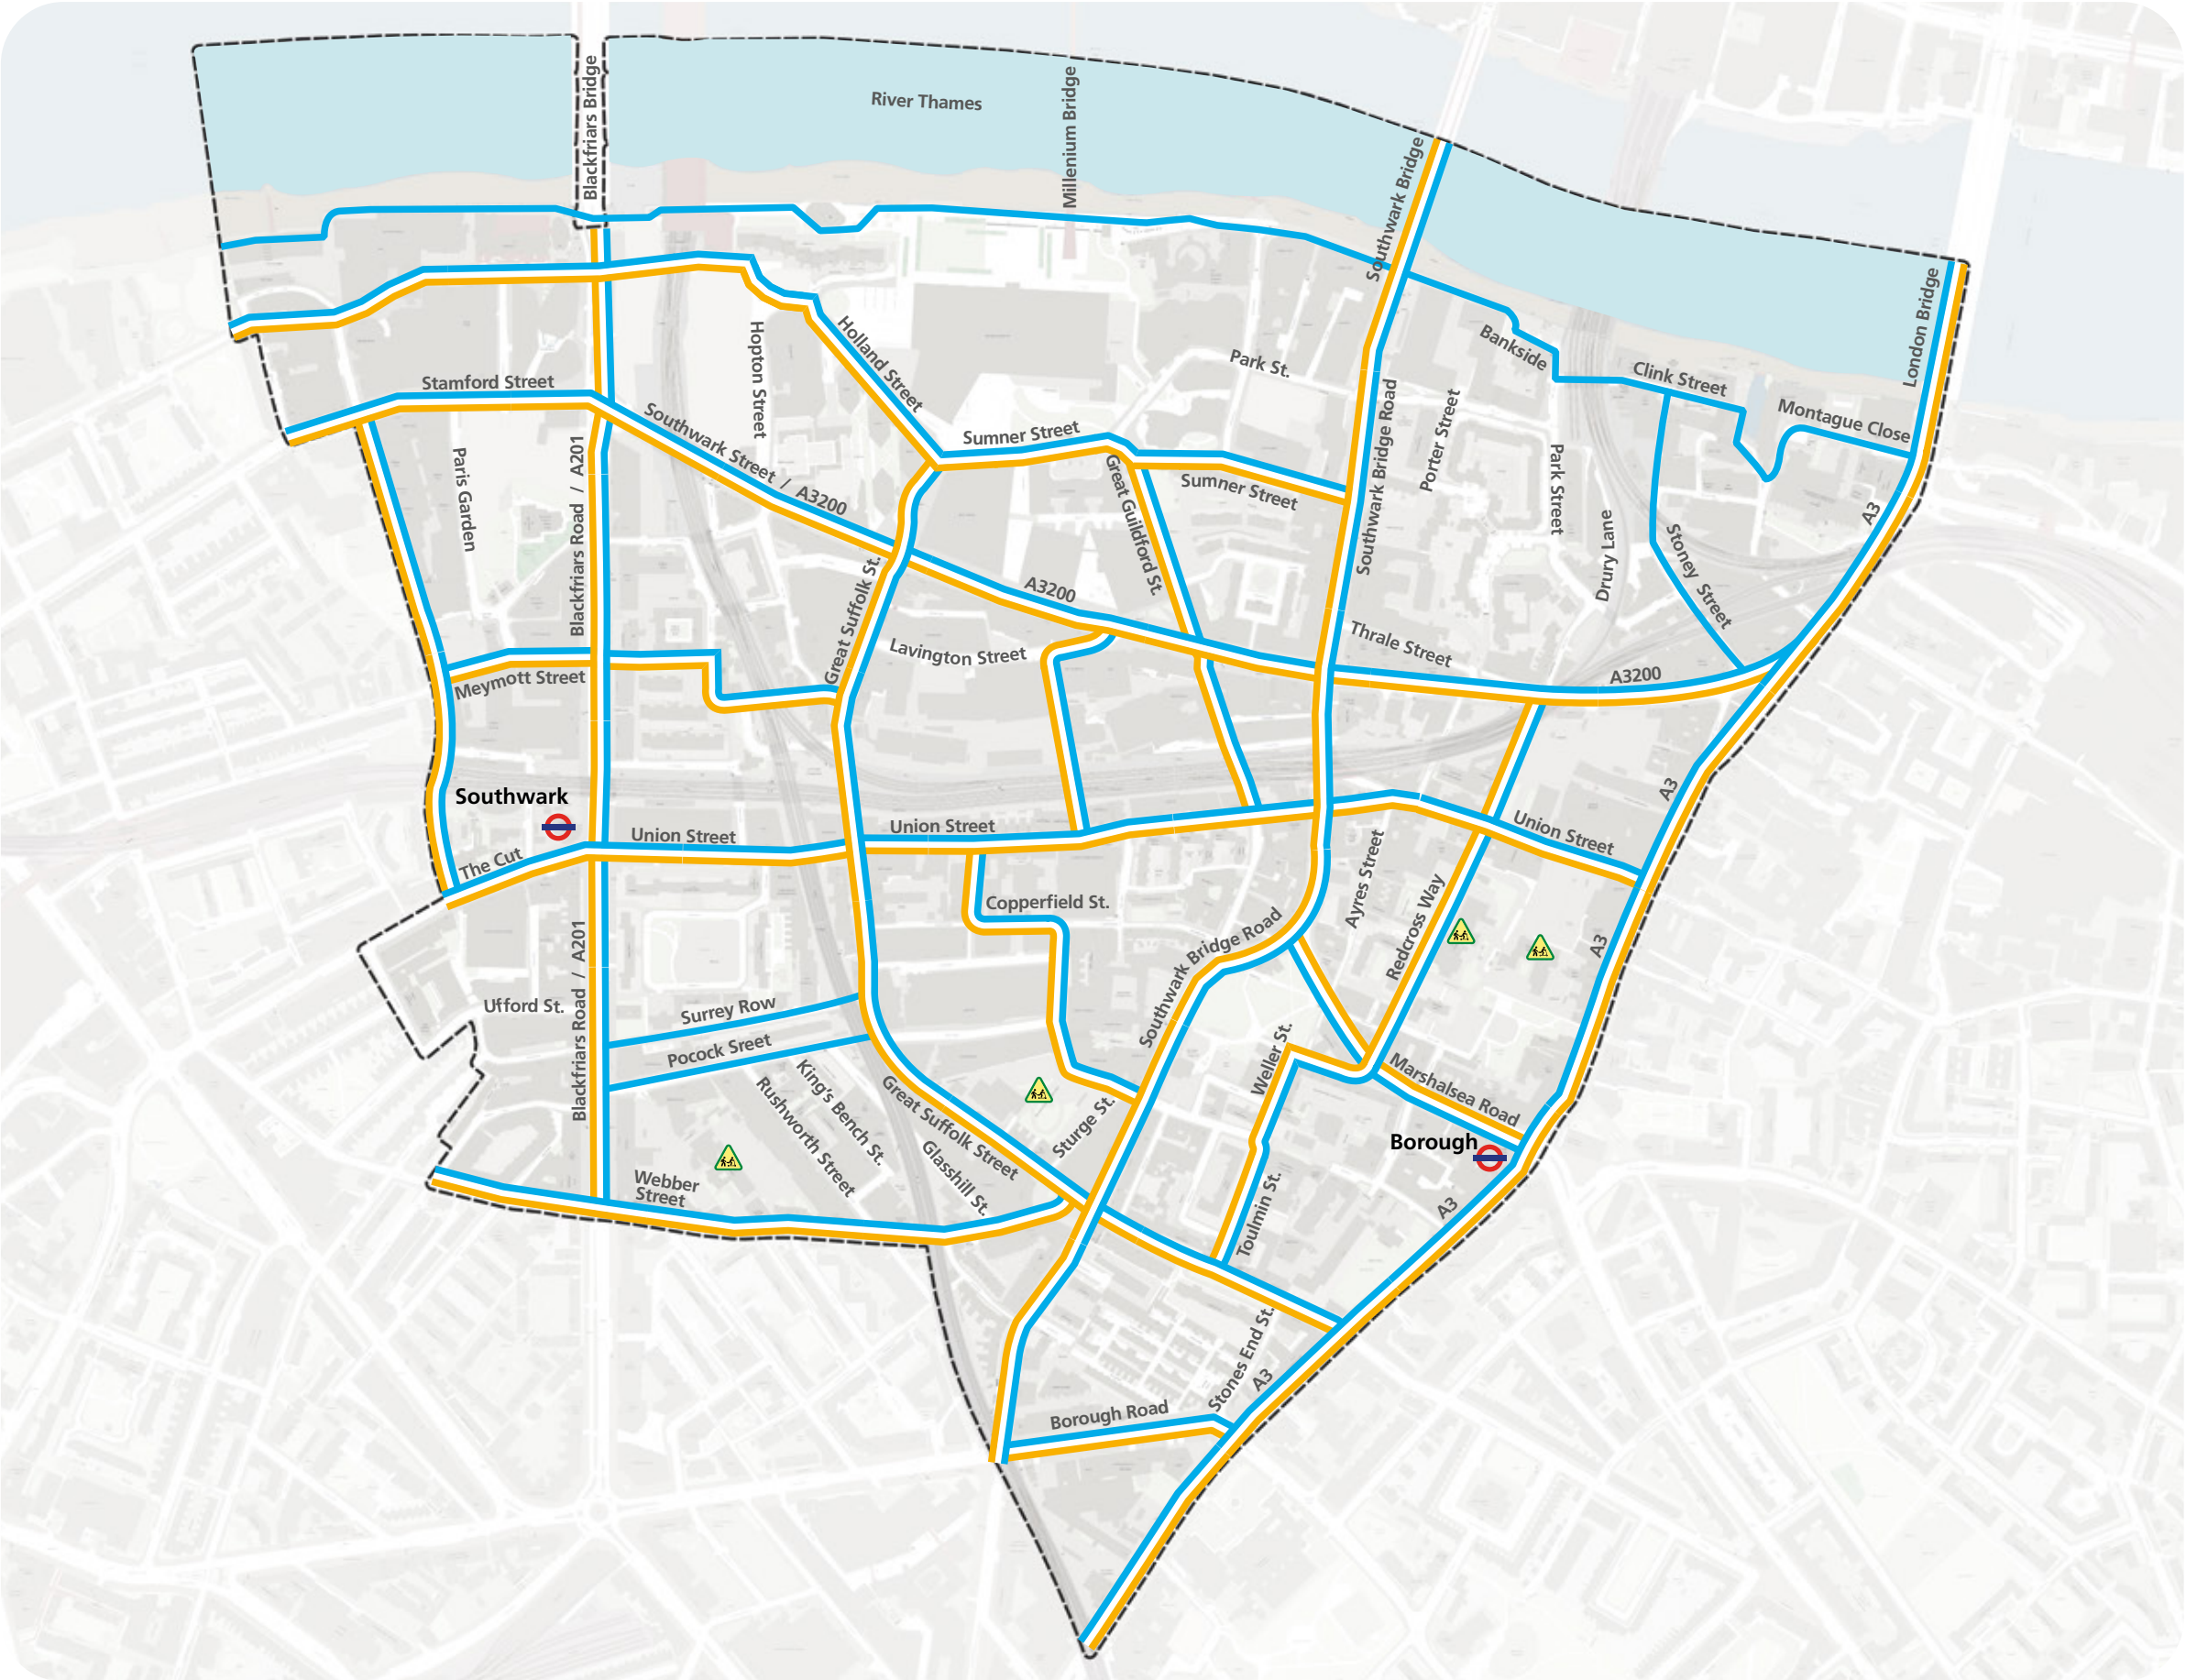 Blackfriars Bridge
River Thames
Millenium Bridge
Southwark Bridge
London Bridge
Hopton Street
Holland Street
Park St.
Bankside
Clink Street
Montague Close
Stamford Street
Southwark Street / A3200
Sumner Street
Sumner Street
Great Guildford St.
Southwark Bridge Road
Porter Street
Park Street
Drury Lane
Stoney Street
A3
Paris Garden
Blackfriars Road / A201
Great Suffolk St.
A3200
Lavington Street
Thrale Street
A3200
Meymott Street
A3
Southwark
The Cut
Union Street
Union Street
Union Street
Copperfield St.
Ayres Street
Redcross Way
A3
Southwark Bridge Road
Ufford St.
Blackfriars Road / A201
Surrey Row
Pocock Sreet
King's Bench St.
Rushworth Street
Great Suffolk Street
Glasshill St.
Sturge St.
Weller St.
Marshalsea Road
Borough
Webber
Street
Toulmin St.
A3
Stones End St.
A3
Borough Road